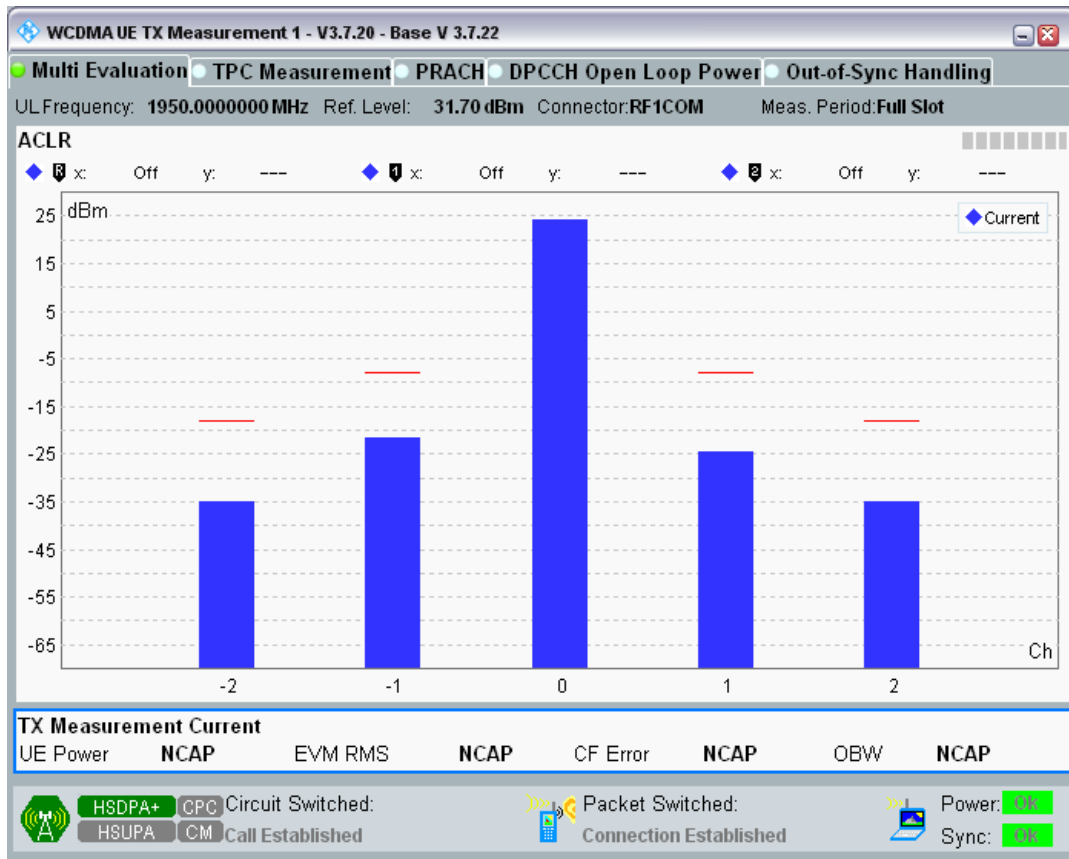 WCDMA UE TX Measurement 1 - V3.7.20 - Base V 3.7.22
Multi Evaluation TPC Measurement PRACH DPCCH Open Loop Power Out-of-Sync Handling
UL Frequency: 1950.0000000 MHz Ref. Level: 31.70 dBm Connector:RF1COM Meas. Period:Full Slot
ACLR
R x: Off y: --- 1 x: Off y: --- 2 x: Off y: ---
dBm
Current
25
15
5
-5
-15
-25
-35
-45
-55
-65
Ch
-2 -1 0 1 2
TX Measurement Current
UE Power NCAP EVM RMS NCAP CF Error NCAP OBW NCAP
HSDPA+ CPC Circuit Switched: Packet Switched: Power: Ok
HSUPA CM Call Established Connection Established Sync: Ok